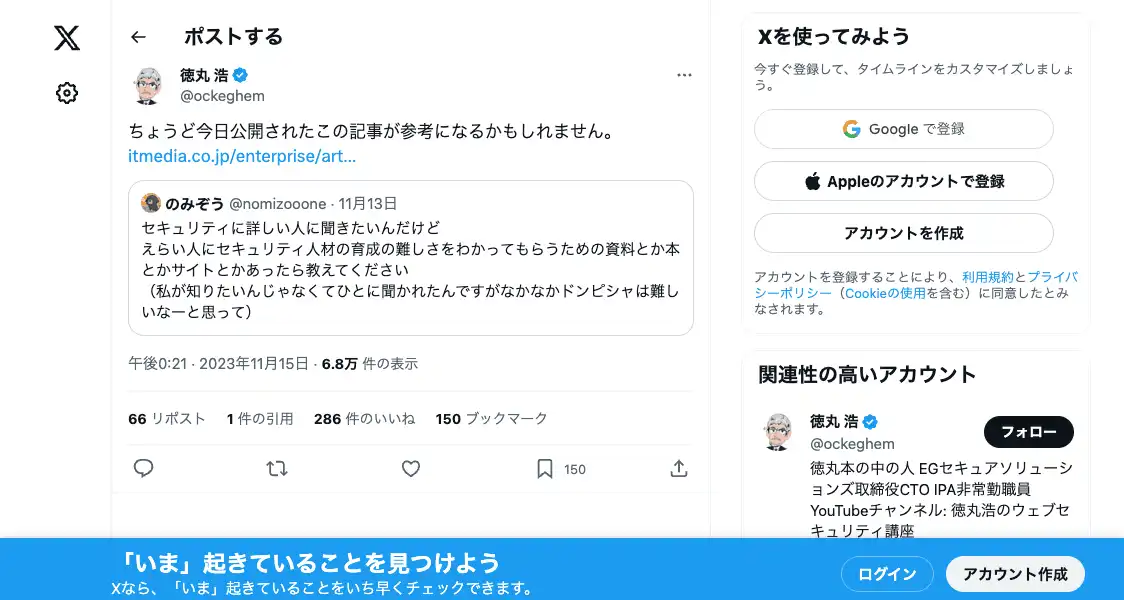 ポストする
徳丸 浩
@ockeghem
ちょうど今日公開されたこの記事が参考になるかもしれません。
itmedia.co.jp/enterprise/art...
のみぞう @nomizooone · 11月13日
セキュリティに詳しい人に聞きたいんだけど
えらい人にセキュリティ人材の育成の難しさをわかってもらうための資料とか本
とかサイトとかあったら教えてください
（私が知りたいんじゃなくてひとに聞かれたんですがなかなかドンピシャは難し
いなーと思って）
午後0:21 · 2023年11月15日 · 6.8万 件の表示
66 リポスト 1 件の引用 286 件のいいね 150 ブックマーク
150
Xを使ってみよう
今すぐ登録して、タイムラインをカスタマイズしましょ
う。
Google で登録
Appleのアカウントで登録
アカウントを作成
アカウントを登録することにより、利用規約とプライバ
シーポリシー（Cookieの使用を含む）に同意したとみ
なされます。
関連性の高いアカウント
徳丸 浩
@ockeghem
フォロー
徳丸本の中の人 EGセキュアソリューシ
ョンズ取締役CTO IPA非常勤職員
YouTubeチャンネル: 徳丸浩のウェブセ
キュリティ講座
「いま」起きていることを見つけよう
Xなら、「いま」起きていることをいち早くチェックできます。
ログイン
アカウント作成